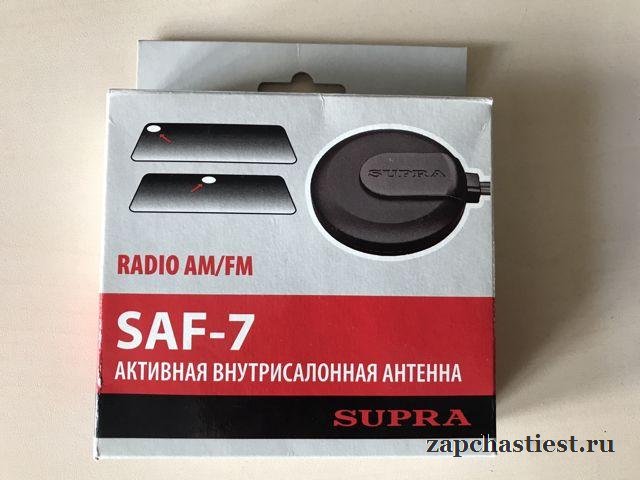 SUPRA
RADIO AM/FM
SAF-7
АКТИВНАЯ ВНУТРИСАЛОННАЯ АНТЕННА
SUPRA
zapchastiest.ru